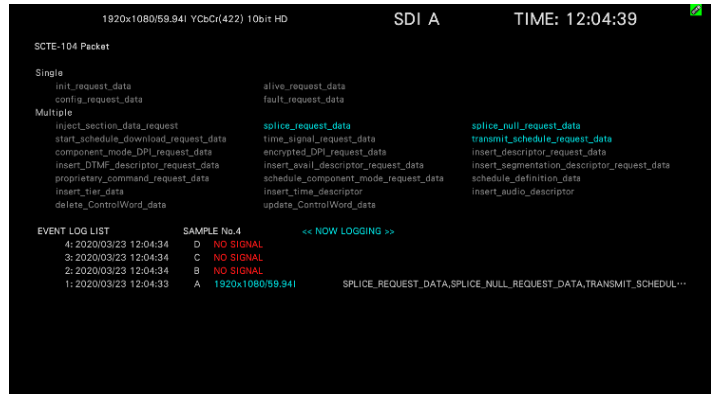 1920x1080/59.94I YCbCr(422) 10bit HD SDI A TIME: 12:04:39
SCTE-104 Packet
Single
init_request_data alive_request_data
config_request_data fault_request_data
Multiple
inject_section_data_request splice_request_data splice_null_request_data
start_schedule_download_request_data time_signal_request_data transmit_schedule_request_data
component_mode_DPI_request_data encrypted_DPI_request_data insert_descriptor_request_data
insert_DTMF_descriptor_request_data insert_avail_descriptor_request_data insert_segmentation_descriptor_request_data
proprietary_command_request_data schedule_component_mode_request_data schedule_definition_data
insert_tier_data insert_time_descriptor insert_audio_descriptor
delete_ControlWord_data update_ControlWord_data
EVENT LOG LIST SAMPLE No.4 << NOW LOGGING >>
4: 2020/03/23 12:04:34 D NO SIGNAL
3: 2020/03/23 12:04:34 C NO SIGNAL
2: 2020/03/23 12:04:34 B NO SIGNAL
1: 2020/03/23 12:04:33 A 1920x1080/59.94I SPLICE_REQUEST_DATA,SPLICE_NULL_REQUEST_DATA,TRANSMIT_SCHEDUL…